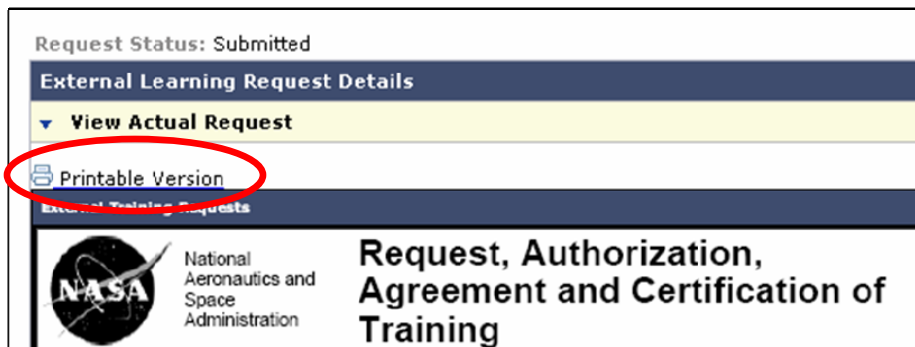 Request Status: Submitted
External Learning Request Details
View Actual Request
Printable Version
External Training Requests
NASA
National
Aeronautics and
Space
Administration
Request, Authorization,
Agreement and Certification of
Training